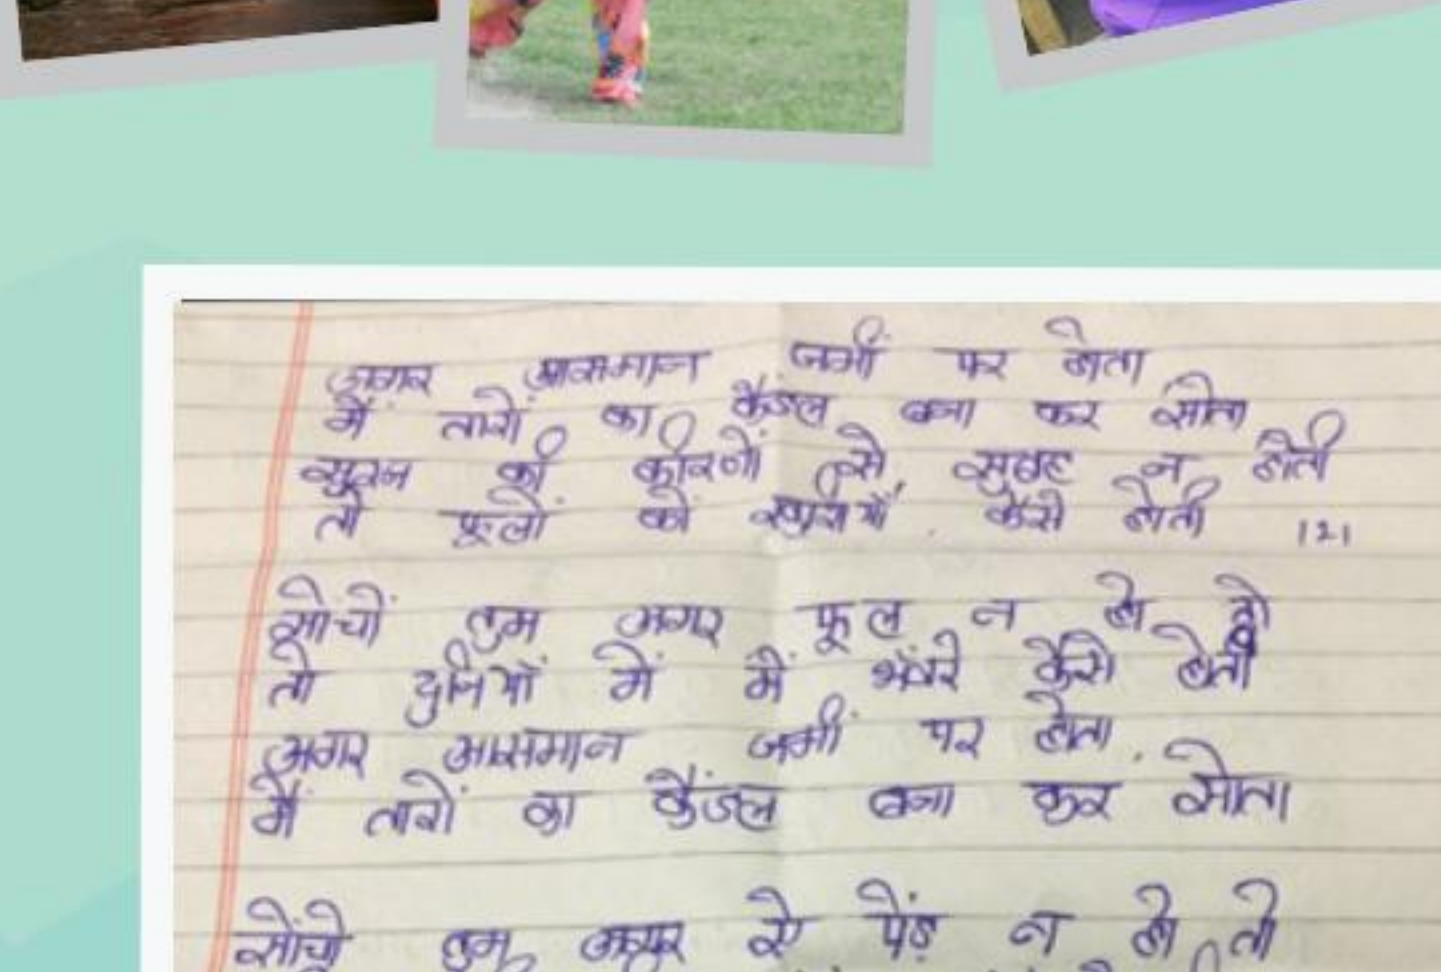 अगर आसमान जमीं पर होता
में तारों का कैंडल बना कर सोता
सुरज की कीरणों से सुबह न होती
तो फूलों को कैसे होती 121
सोचों तुम अगर फूल न हो तो
तो दुनियाँ में में भंवरे कैसे होती
अगर आसमान जमीं पर होता
मैं तारों का कैंडल बना कर सोता
सोंचो तुम अगर ऐ पेंड़ न हो तो